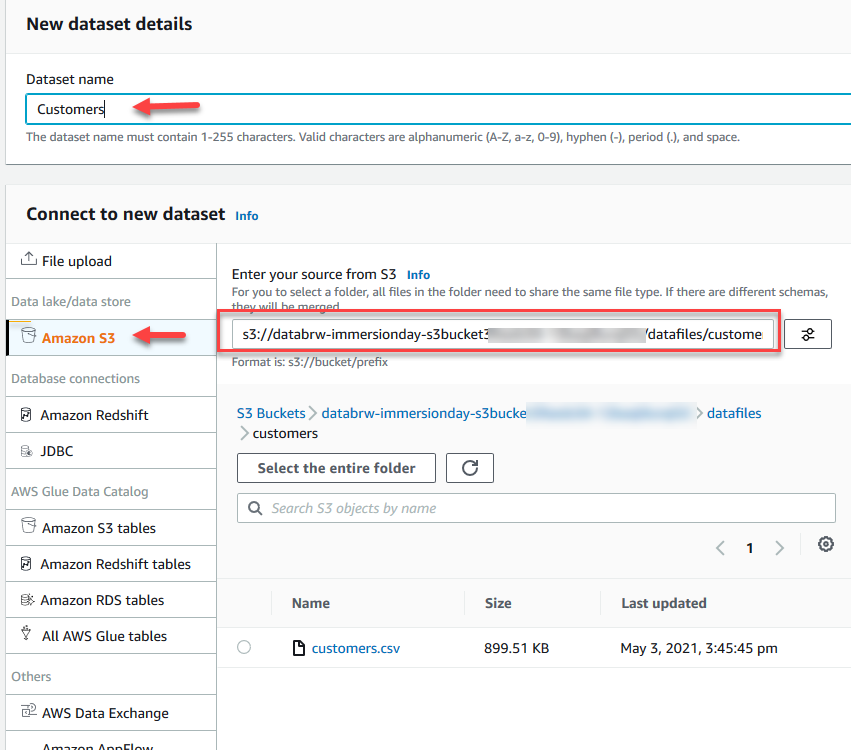 New dataset details
Dataset name
Customers
The dataset name must contain 1-255 characters. Valid characters are alphanumeric (A-Z, a-z, 0-9), hyphen (-), period (.), and space.
Connect to new dataset Info
File upload
Data lake/data store
Amazon S3
Database connections
Amazon Redshift
JDBC
AWS Glue Data Catalog
Amazon S3 tables
Amazon Redshift tables
Amazon RDS tables
All AWS Glue tables
Others
AWS Data Exchange
Amazon AppFlow
Enter your source from S3 Info
For you to select a folder, all files in the folder need to share the same file type. If there are different schemas,
they will be merged
s3://databrw-immersionday-s3bucket3 /datafiles/custome
Format is: s3://bucket/prefix
S3 Buckets databrw-immersionday-s3bucke datafiles
customers
Select the entire folder
Search S3 objects by name
1
Name Size Last updated
customers.csv 899.51 KB May 3, 2021, 3:45:45 pm